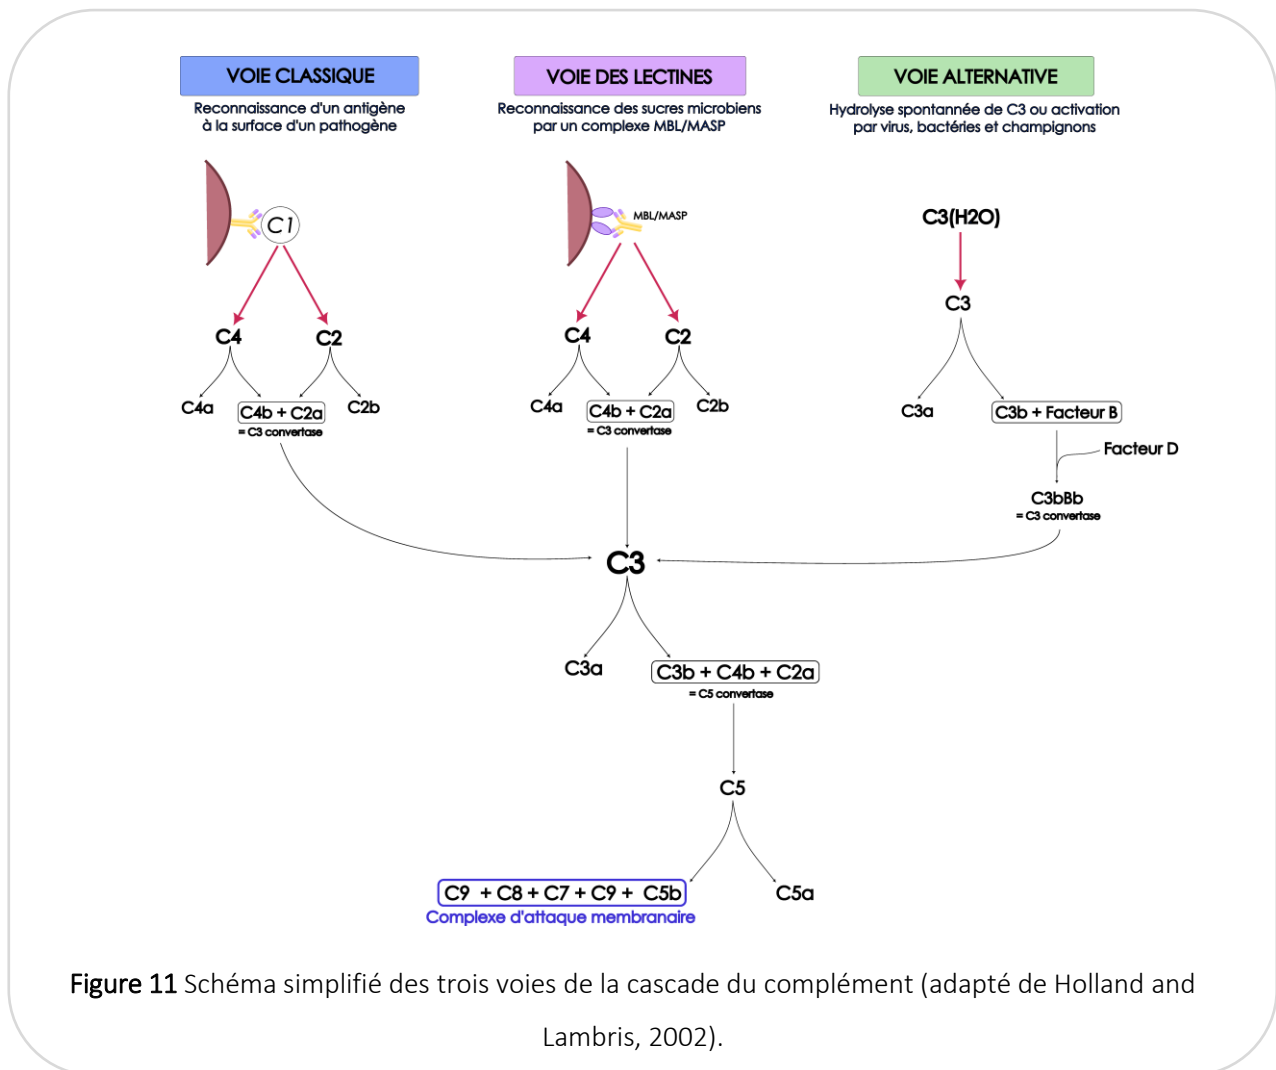 VOIE CLASSIQUE
Reconnaissance d'un antigène
à la surface d'un pathogène
VOIE DES LECTINES
Reconnaissance des sucres microbiens
par un complexe MBL/MASP
VOIE ALTERNATIVE
Hydrolyse spontannée de C3 ou activation
par virus, bactéries et champignons
C1
MBL/MASP
C3(H2O)
C3
C4
C2
C4
C2
C4a
C4b + C2a
= C3 convertase
C2b
C4a
C4b + C2a
= C3 convertase
C2b
C3a
C3b + Facteur B
Facteur D
C3bBb
= C3 convertase
C3
C3a
C3b + C4b + C2a
= C5 convertase
C5
C9 + C8 + C7 + C9 + C5b
Complexe d'attaque membranaire
C5a
Figure 11 Schéma simplifié des trois voies de la cascade du complément (adapté de Holland and
Lambris, 2002).